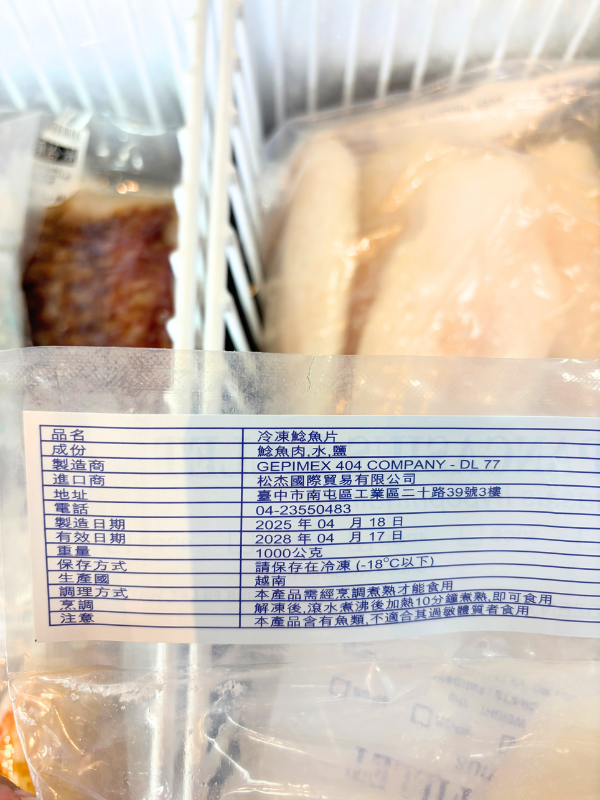 品名 冷凍鯰魚片
成份 鯰魚肉,水,鹽
製造商 GEPIMEX 404 COMPANY - DL 77
進口商 松杰國際貿易有限公司
地址 臺中市南屯區工業區二十路39號3樓
電話 04-23550483
製造日期 2025 年 04 月 18 日
有效日期 2028 年 04 月 17 日
重量 1000公克
保存方式 請保存在冷凍 (-18°C以下)
生產國 越南
調理方式 本產品需經烹調煮熟才能食用
烹調 解凍後,滾水煮沸後加熱10分鐘煮熟,即可食用
注意 本產品含有魚類,不適合其過敏體質者食用